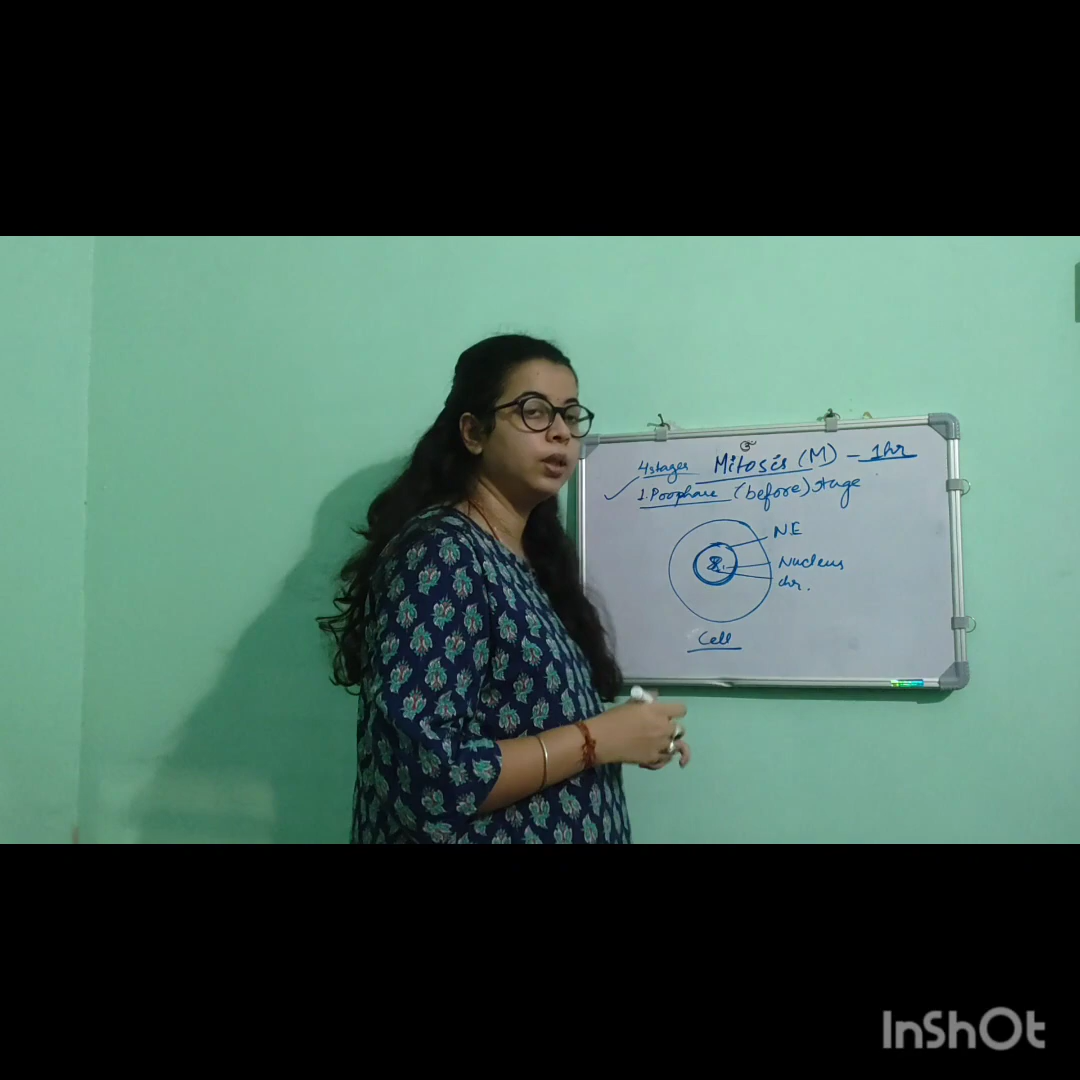 4stages Mitosis (M) - 1hr
1. Prophase (before) stage
NE
Nucleus
chr.
Cell
InShOt